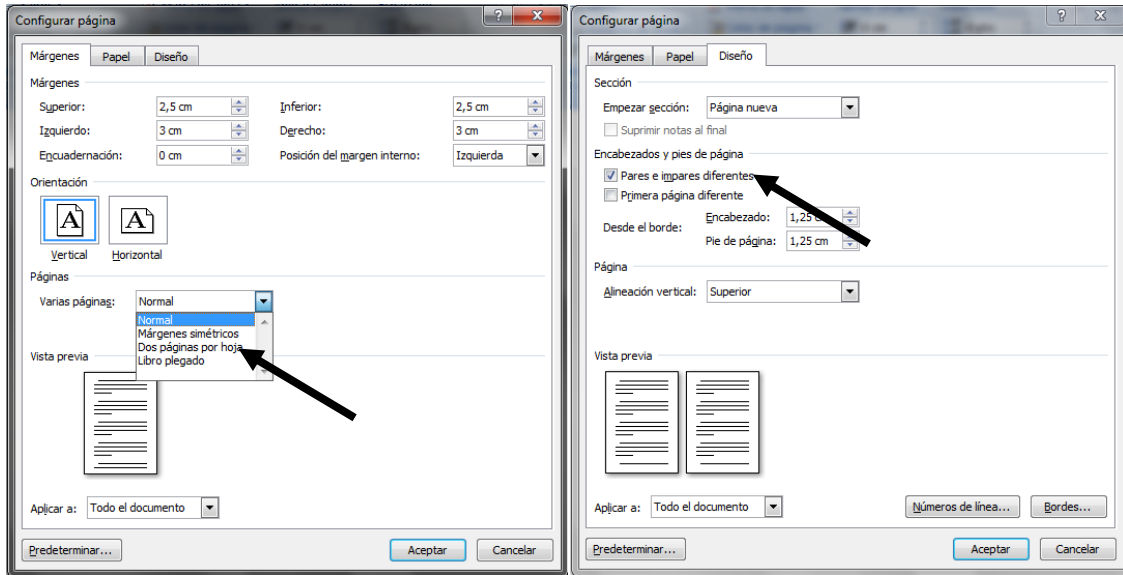 Configurar página
Márgenes Papel Diseño
Márgenes
Superior: 2,5 cm Inferior: 2,5 cm
Izquierdo: 3 cm Derecho: 3 cm
Encuadernación: 0 cm Posición del margen interno: Izquierda
Orientación
A A
Vertical Horizontal
Páginas
Varias páginas: Normal
Normal
Márgenes simétricos
Dos páginas por hoja
Libro plegado
Vista previa
Aplicar a: Todo el documento
Predeterminar... Aceptar Cancelar
Configurar página
Márgenes Papel Diseño
Sección
Empezar sección: Página nueva
Suprimir notas al final
Encabezados y pies de página
Pares e impares diferentes
Primera página diferente
Desde el borde:
Encabezado: 1,25 cm
Pie de página: 1,25 cm
Página
Alineación vertical: Superior
Vista previa
Aplicar a: Todo el documento Números de línea... Bordes...
Predeterminar... Aceptar Cancelar